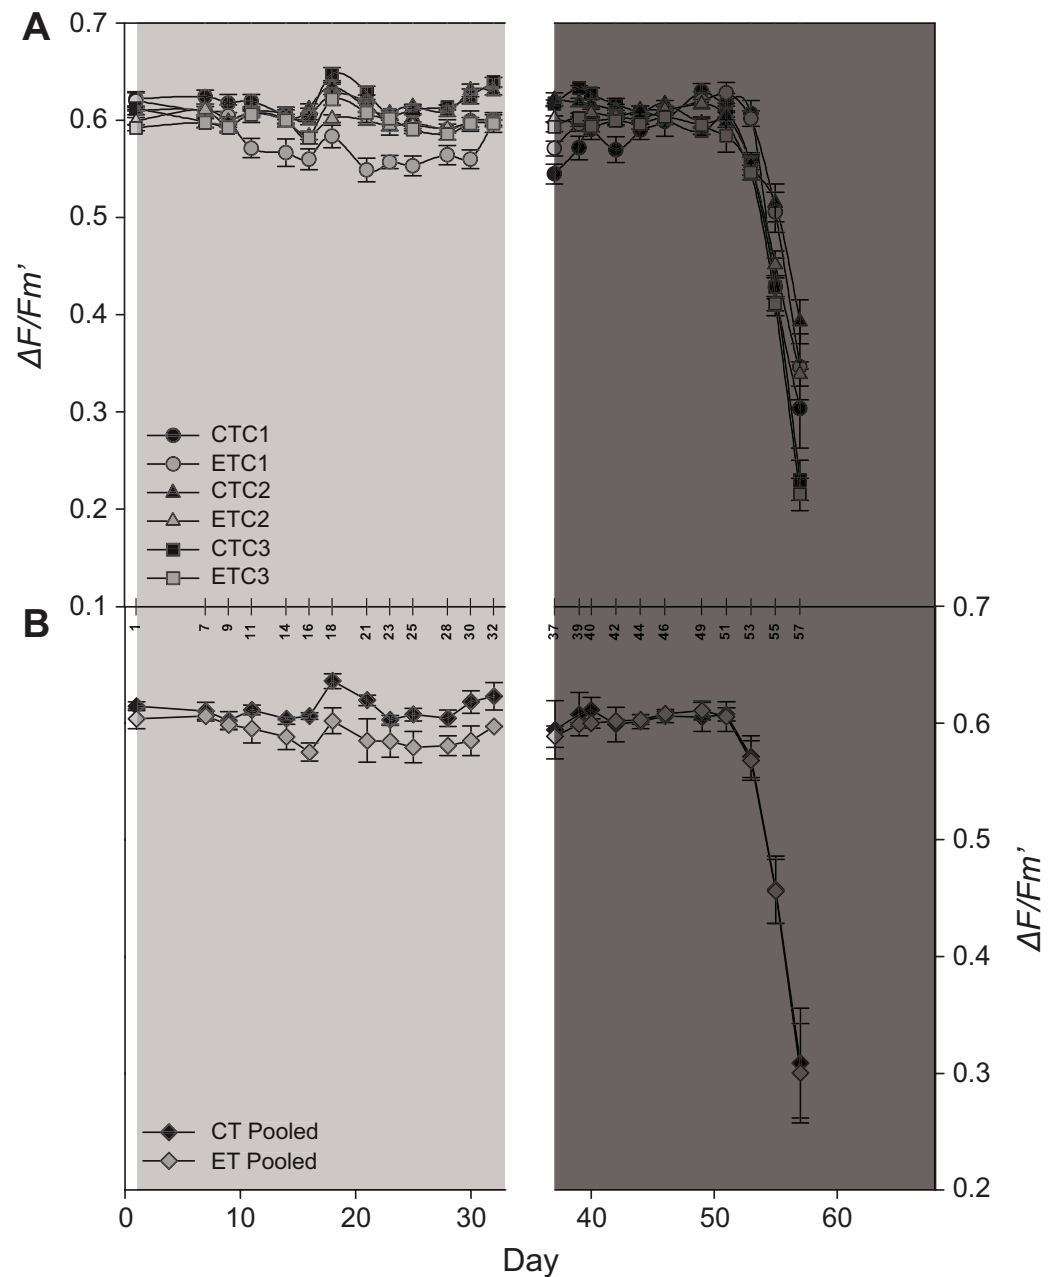 A
0.7
0.6
0.5
0.4
0.3
0.2
0.1
ΔF/Fm’
CTC1
ETC1
CTC2
ETC2
CTC3
ETC3
B
1 7 9 11 14 16 18 21 23 25 28 30 32 37 39 40 42 44 46 49 51 53 55 57
0.7
0.6
0.5
0.4
0.3
0.2
ΔF/Fm’
CT Pooled
ET Pooled
0 10 20 30 40 50 60
Day